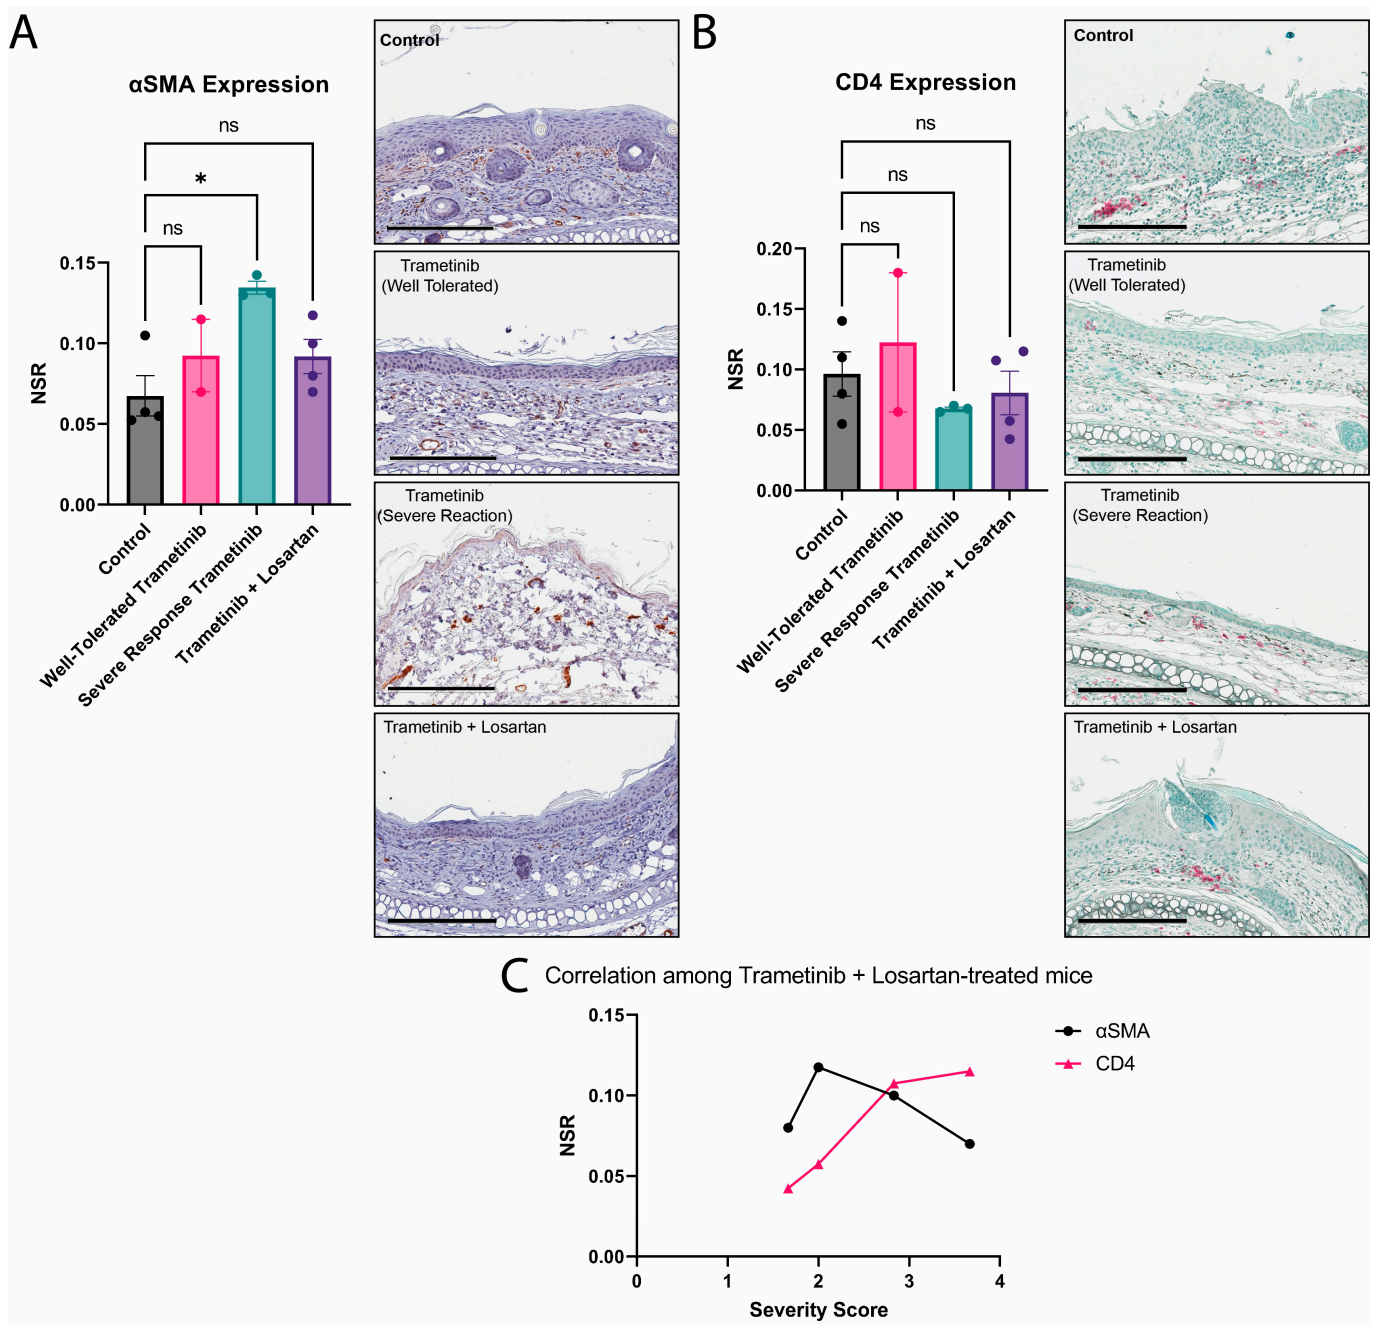 A
αSMA Expression
ns
*
ns
NSR
0.15
0.10
0.05
0.00
Control
Well-Tolerated Trametinib
Severe Response Trametinib
Trametinib + Losartan
Control
Trametinib
(Well Tolerated)
Trametinib
(Severe Reaction)
Trametinib + Losartan
B
CD4 Expression
ns
ns
ns
NSR
0.20
0.15
0.10
0.05
0.00
Control
Well-Tolerated Trametinib
Severe Response Trametinib
Trametinib + Losartan
Control
Trametinib
(Well Tolerated)
Trametinib
(Severe Reaction)
Trametinib + Losartan
C
Correlation among Trametinib + Losartan-treated mice
NSR
0.15
0.10
0.05
0.00
0 1 2 3 4
Severity Score
αSMA
CD4